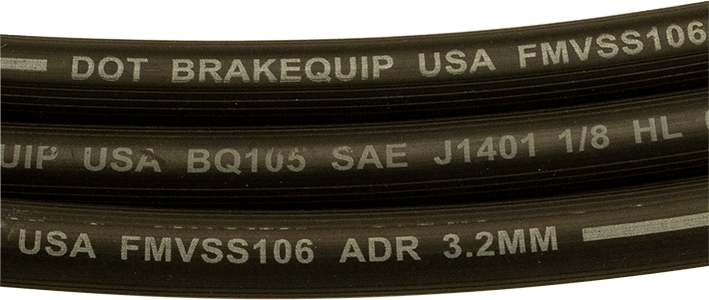 DOT BRAKEQUIP USA FMVSS106
UIP USA BQ105 SAE J1401 1/8 HL
USA FMVSS106 ADR 3.2MM